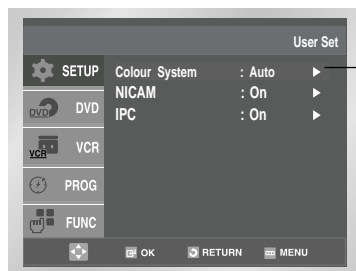 User Set
SETUP
DVD DVD
VCR VCR
PROG
FUNC
Colour System : Auto
NICAM : On
IPC : On
OK RETURN MENU